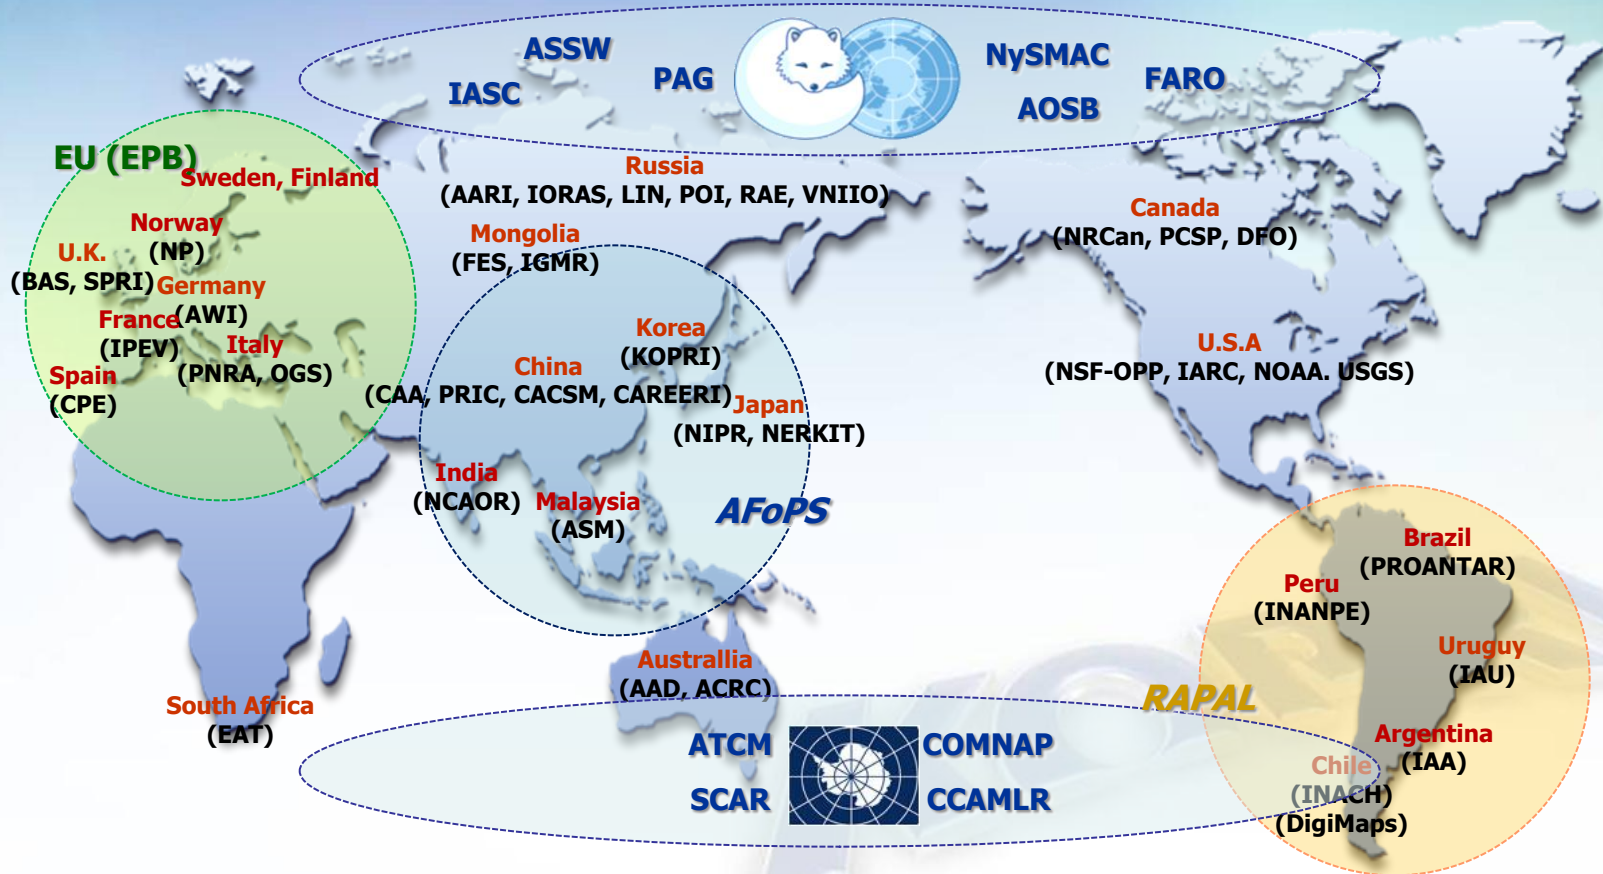 ASSW
NySMAC
PAG
FARO
IASC
AOSB
EU (EPB)
Sweden, Finland
Norway
(NP)
U.K.
(BAS, SPRI)
Germany
(AWI)
France
(IPEV)
Italy
(PNRA, OGS)
Spain
(CPE)
Russia
(AARI, IORAS, LIN, POI, RAE, VNIIO)
Mongolia
(FES, IGMR)
Korea
(KOPRI)
China
(CAA, PRIC, CACSM, CAREERI)
Japan
(NIPR, NERKIT)
India
(NCAOR)
Malaysia
(ASM)
AFoPS
Canada
(NRCan, PCSP, DFO)
U.S.A
(NSF-OPP, IARC, NOAA. USGS)
Brazil
(PROANTAR)
Peru
(INANPE)
Uruguy
(IAU)
RAPAL
Argentina
(IAA)
Chile
(INACH)
(DigiMaps)
Australlia
(AAD, ACRC)
South Africa
(EAT)
ATCM
COMNAP
SCAR
CCAMLR